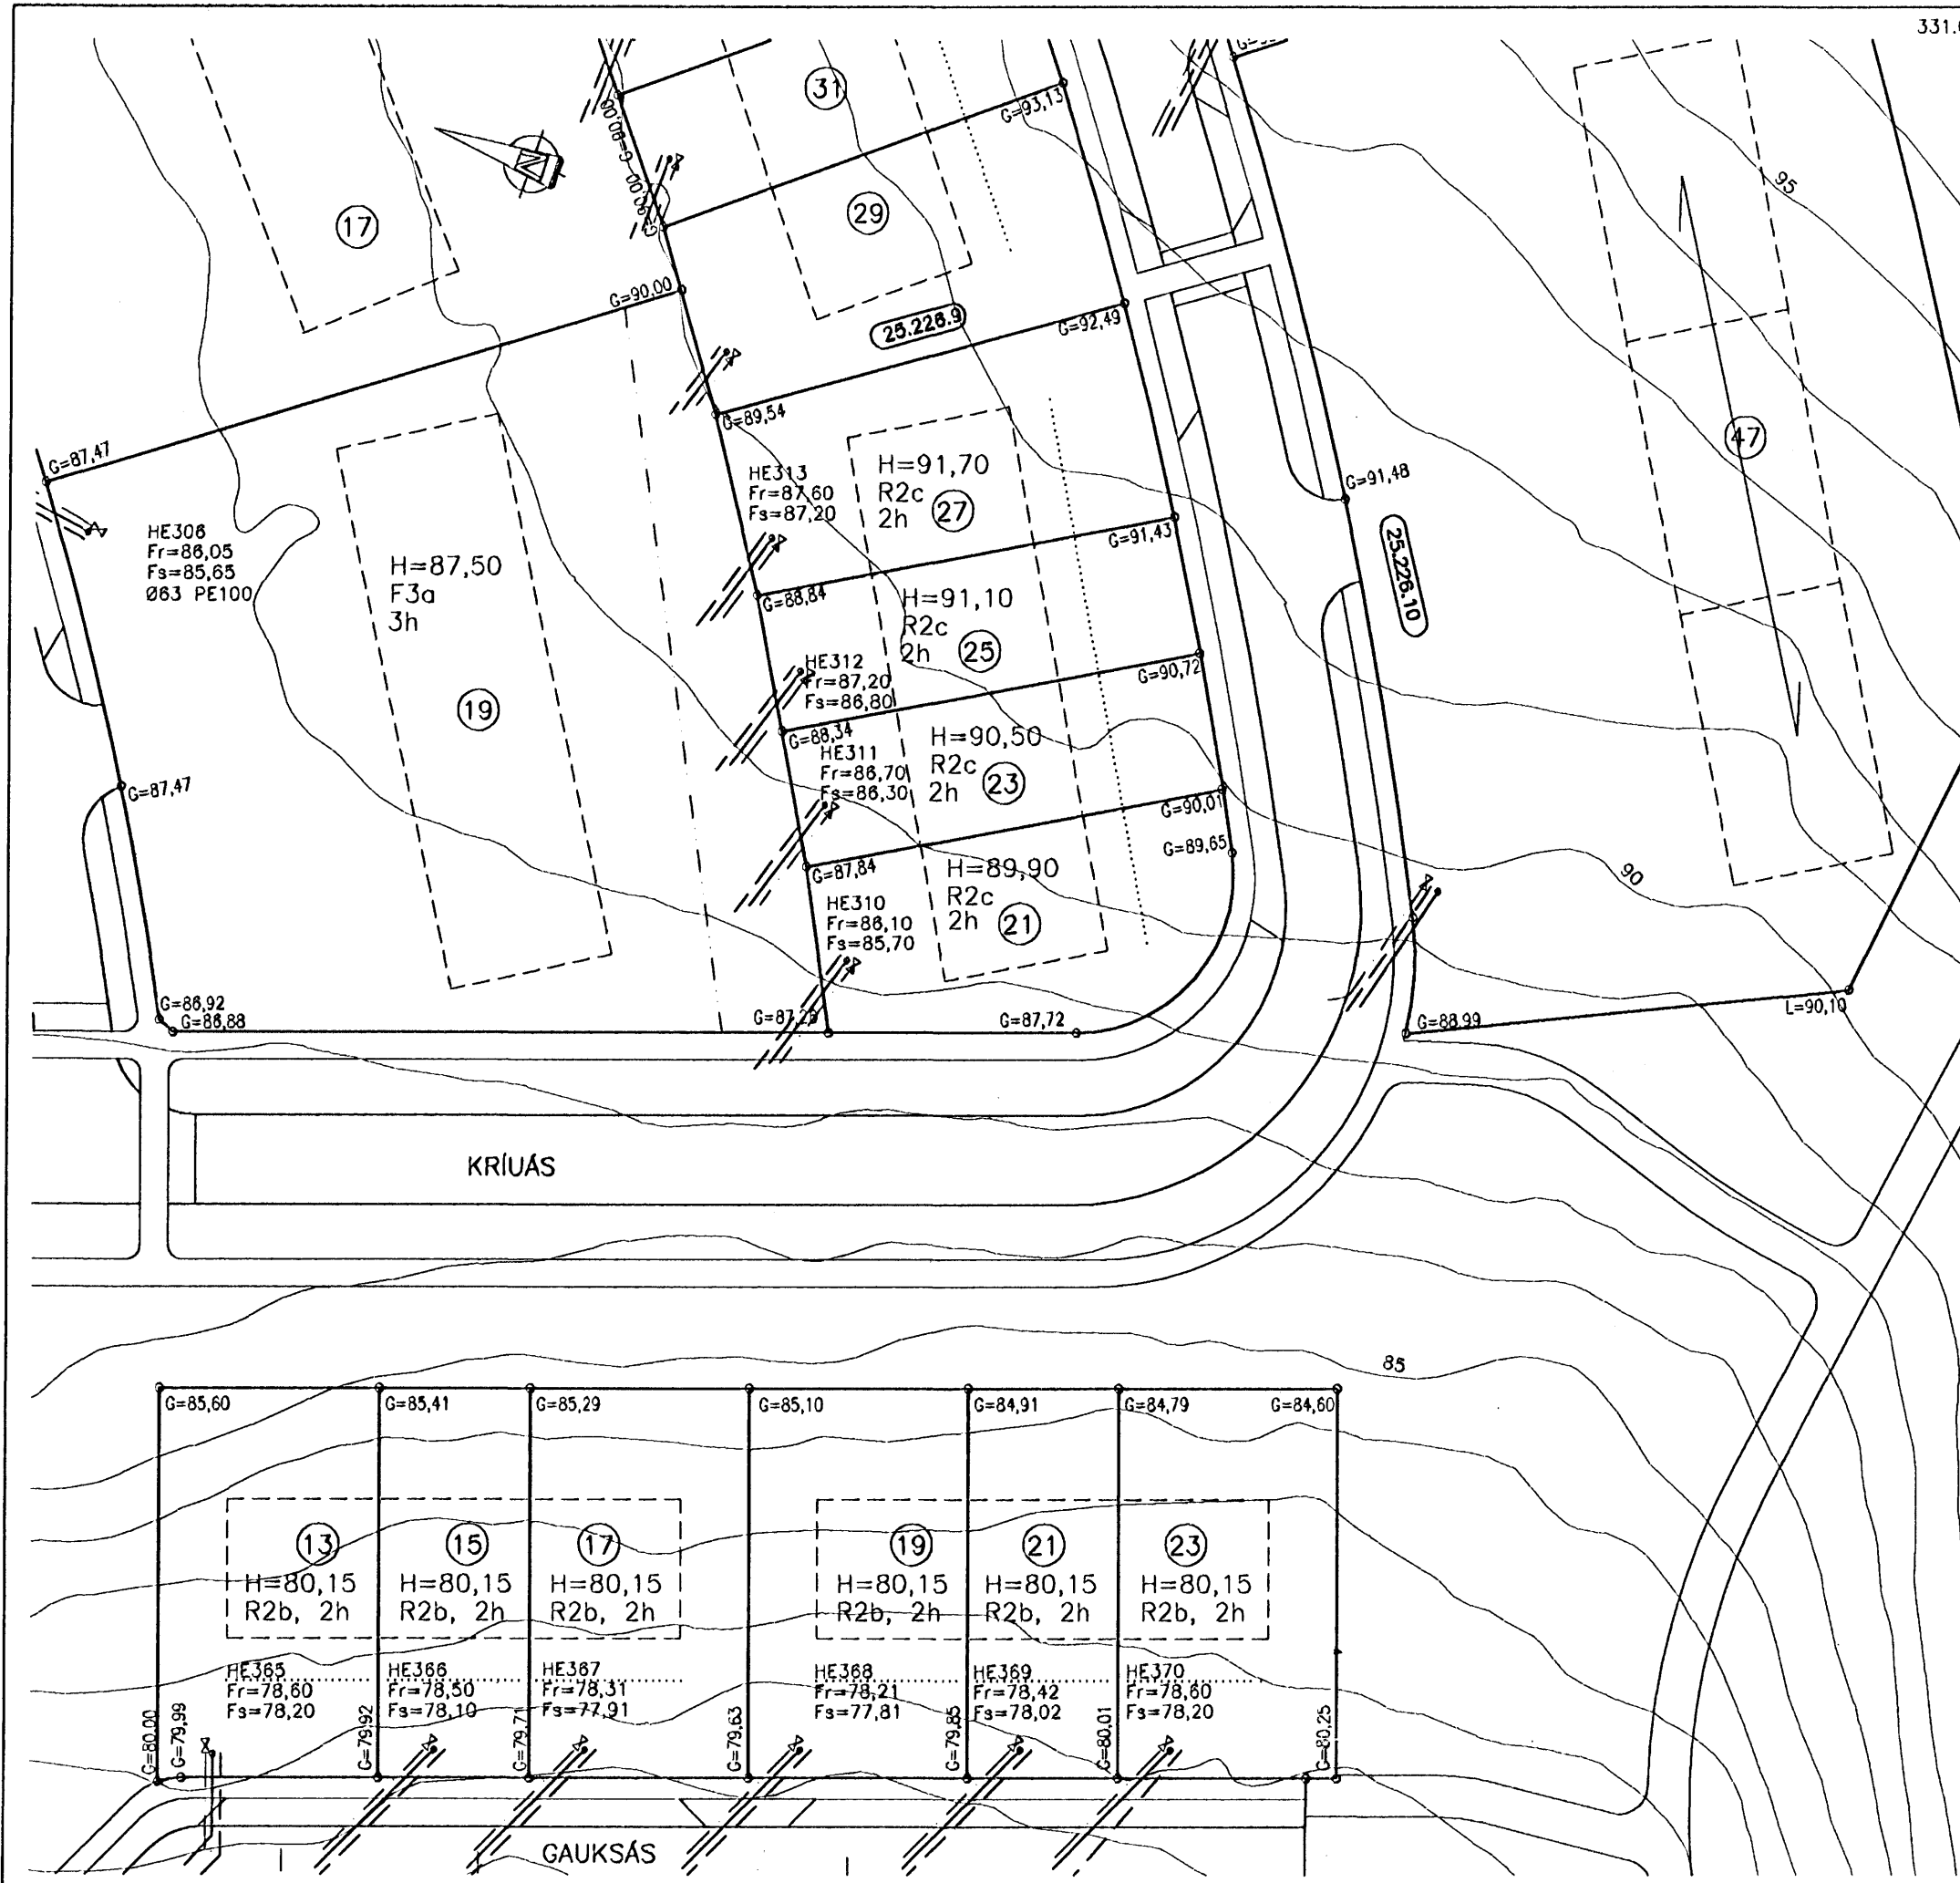 31
G=93,13
G=90,00
G=90,00
17
29
95
N
G=90,00
25.226.9
G=92,49
G=89,54
47
G=87,47
G=91,48
HE313
Fr=87,60
Fs=87,20
H=91,70
R2c
2h
27
G=91,43
25.226.10
HE306
Fr=86,05
Fs=85,65
Ø63 PE100
H=87,50
F3a
3h
19
G=88,84
H=91,10
R2c
2h
25
HE312
Fr=87,20
Fs=86,80
G=90,72
G=88,34
HE311
Fr=86,70
Fs=86,30
H=90,50
R2c
2h
23
G=87,47
G=90,01
G=89,65
G=87,84
H=89,90
R2c
2h
21
HE310
Fr=86,10
Fs=85,70
90
G=86,92
G=86,88
G=87,72
G=88,99
L=90,10
KRÍUÁS
85
G=85,60
G=85,41
G=85,29
G=85,10
G=84,91
G=84,79
G=84,60
13
H=80,15
R2b, 2h
15
H=80,15
R2b, 2h
17
H=80,15
R2b, 2h
19
H=80,15
R2b, 2h
21
H=80,15
R2b, 2h
23
H=80,15
R2b, 2h
HE365
Fr=78,60
Fs=78,20
HE366
Fr=78,50
Fs=78,10
HE367
Fr=78,31
Fs=77,91
HE368
Fr=78,21
Fs=77,81
HE369
Fr=78,42
Fs=78,02
HE370
Fr=78,60
Fs=78,20
G=80,00
G=79,99
G=79,92
G=79,71
G=79,63
G=79,85
G=80,01
G=80,25
GAUKSÁS